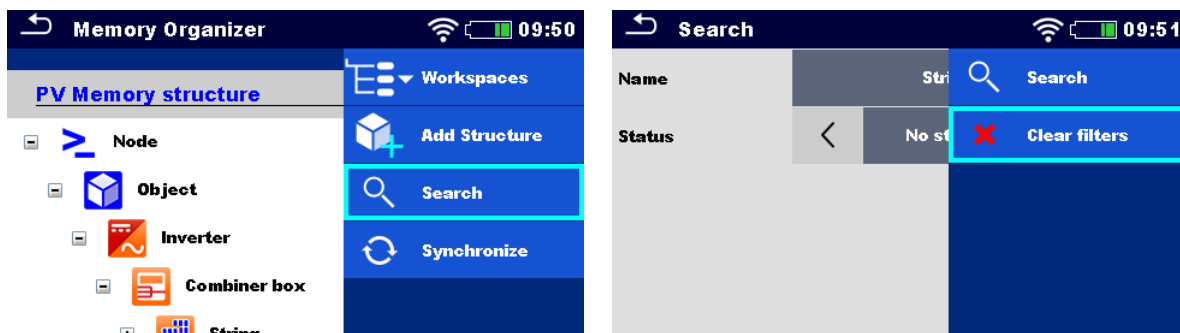 Memory Organizer 09:50
PV Memory structure
Node
Object
Inverter
Combiner box
String
Workspaces
Add Structure
Search
Synchronize
Search 09:51
Name Stri
Status No st
Search
Clear filters